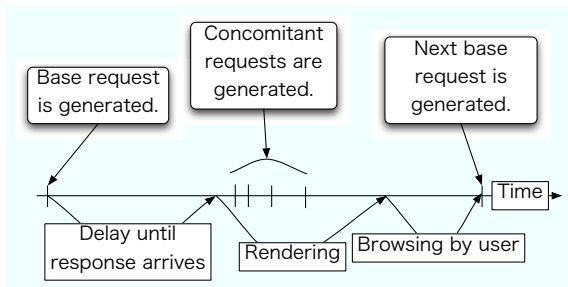 Base request
is generated.
Concomitant
requests are
generated.
Next base
request is
generated.
Time
Delay until
response arrives
Rendering
Browsing by user